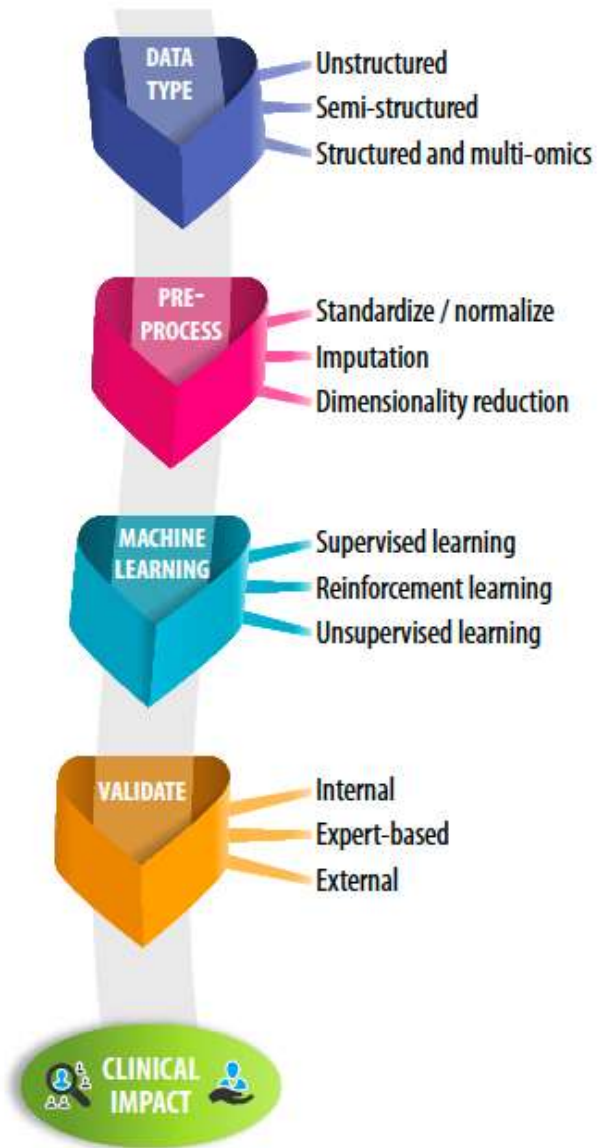 DATA
TYPE
Unstructured
Semi-structured
Structured and multi-omics
PRE-
PROCESS
Standardize / normalize
Imputation
Dimensionality reduction
MACHINE
LEARNING
Supervised learning
Reinforcement learning
Unsupervised learning
VALIDATE
Internal
Expert-based
External
CLINICAL
IMPACT